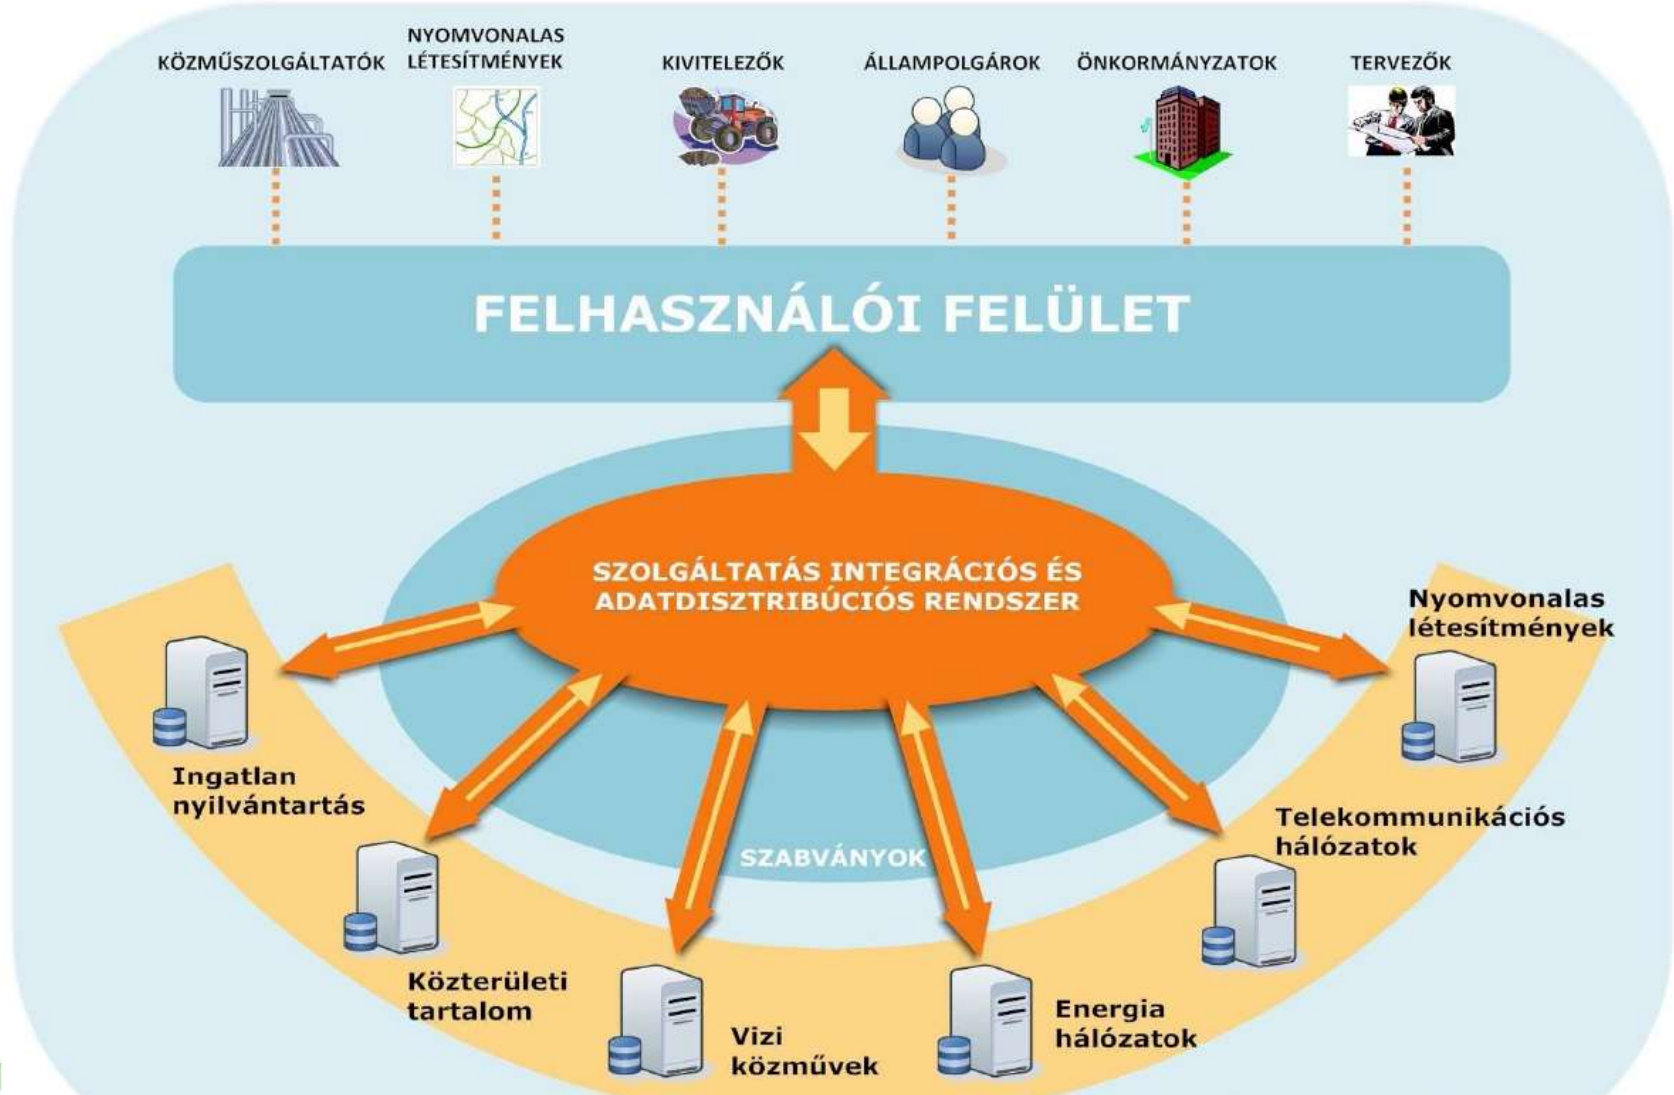 KÖZMŰSZOLGÁLTATÓK
NYOMVONALAS
LÉTESÍTMÉNYEK
KIVITELEZŐK
ÁLLAMPOLGÁROK
ÖNKORMÁNYZATOK
TERVEZŐK
FELHASZNÁLÓI FELÜLET
SZOLGÁLTATÁS INTEGRÁCIÓS ÉS
ADATDISZTRIBÚCIÓS RENDSZER
SZABVÁNYOK
Ingatlan
nyilvántartás
Közterületi
tartalom
Vizi
közművek
Energia
hálózatok
Telekommunikációs
hálózatok
Nyomvonalas
létesítmények